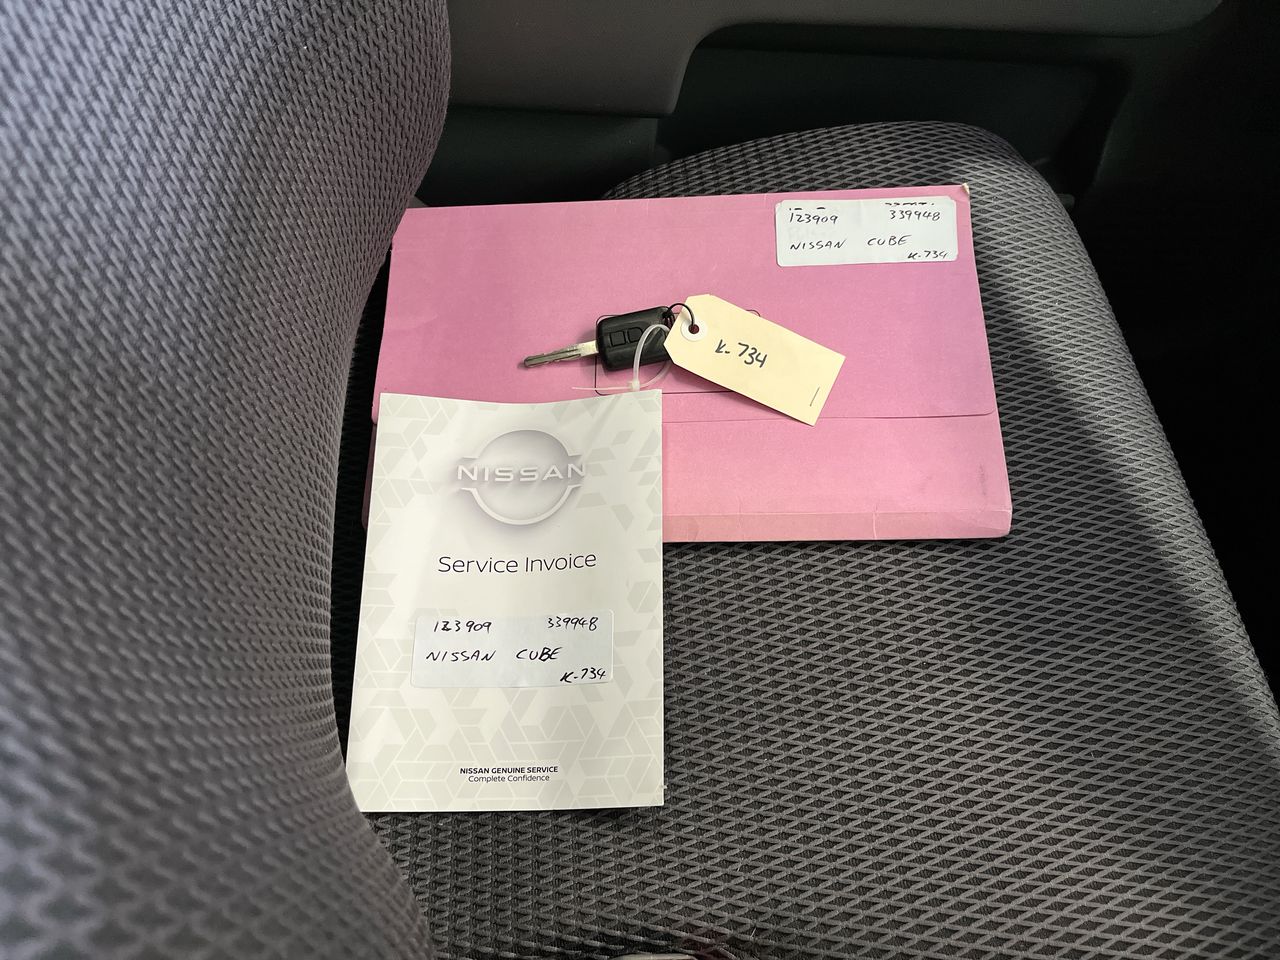 123909 339948
NISSAN CUBE
K-734
K-734
NISSAN
Service Invoice
123909 339948
NISSAN CUBE
K-734
NISSAN GENUINE SERVICE
Complete Confidence